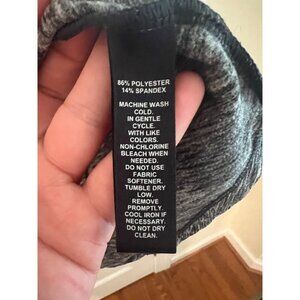 86% POLYESTER
14% SPANDEX
MACHINE WASH
COLD.
IN GENTLE
CYCLE.
WITH LIKE
COLORS.
NON-CHLORINE
BLEACH WHEN
NEEDED.
DO NOT USE
FABRIC
SOFTENER.
TUMBLE DRY
LOW.
REMOVE
PROMPTLY.
COOL IRON IF
NECESSARY.
DO NOT DRY
CLEAN.